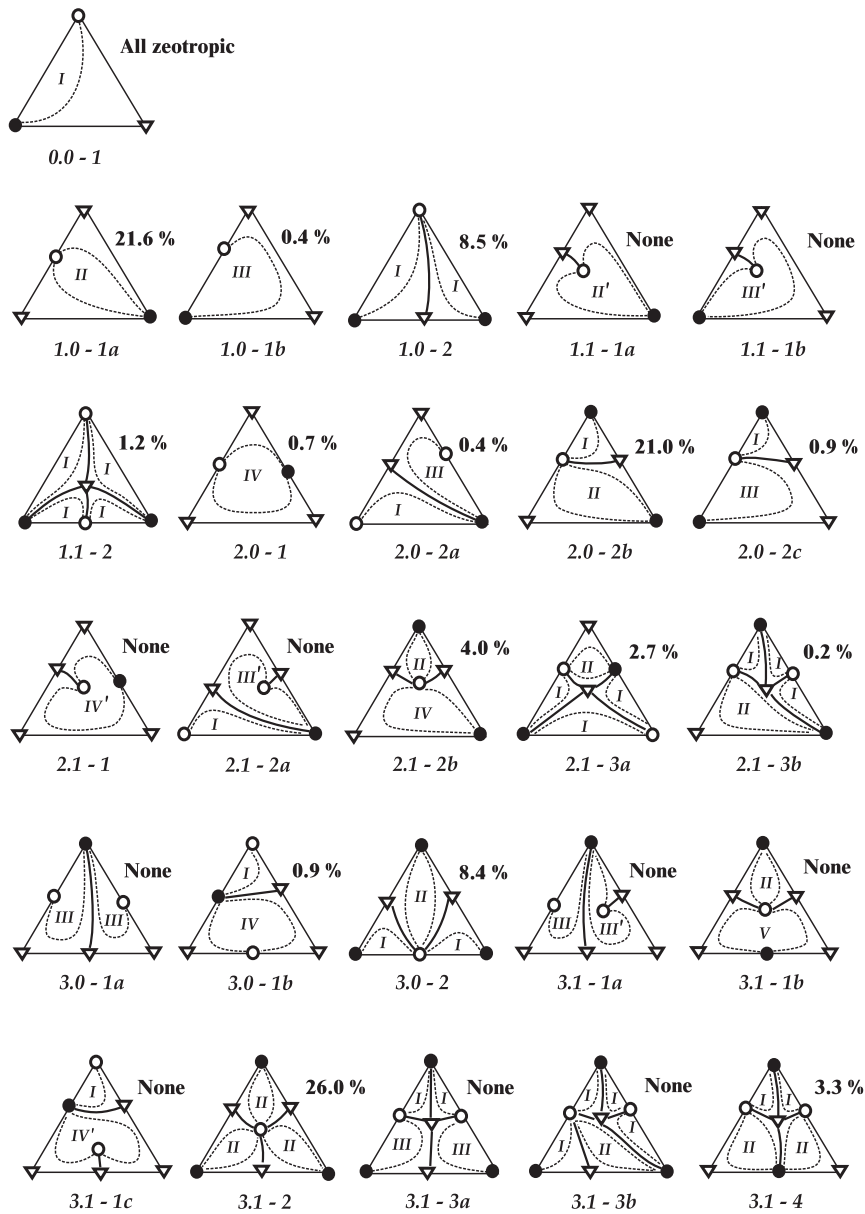 All zeotropic
I
0.0 - 1
21.6 %
0.4 %
8.5 %
None
None
II
III
I
I
II'
III'
1.0 - 1a
1.0 - 1b
1.0 - 2
1.1 - 1a
1.1 - 1b
1.2 %
0.7 %
0.4 %
21.0 %
0.9 %
I
I
I
I
IV
III
I
I
II
I
III
1.1 - 2
2.0 - 1
2.0 - 2a
2.0 - 2b
2.0 - 2c
None
None
4.0 %
2.7 %
0.2 %
IV'
III'
I
II
IV
II
I
I
I
I
I
I
II
2.1 - 1
2.1 - 2a
2.1 - 2b
2.1 - 3a
2.1 - 3b
None
0.9 %
8.4 %
None
None
III
III
I
IV
II
I
I
III
III'
II
V
3.0 - 1a
3.0 - 1b
3.0 - 2
3.1 - 1a
3.1 - 1b
None
26.0 %
None
None
3.3 %
I
IV'
II
II
II
I
I
III
III
I
I
I
I
II
I
I
II
II
3.1 - 1c
3.1 - 2
3.1 - 3a
3.1 - 3b
3.1 - 4